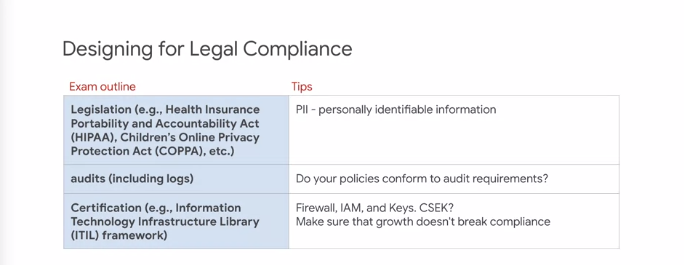 Designing for Legal Compliance
Exam outline
Tips
Legislation (e.g., Health Insurance
Portability and Accountability Act
(HIPAA), Children's Online Privacy
Protection Act (COPPA), etc.)
PII - personally identifiable information
audits (including logs)
Do your policies conform to audit requirements?
Certification (e.g., Information
Technology Infrastructure Library
(ITIL) framework)
Firewall, IAM, and Keys. CSEK?
Make sure that growth doesn't break compliance